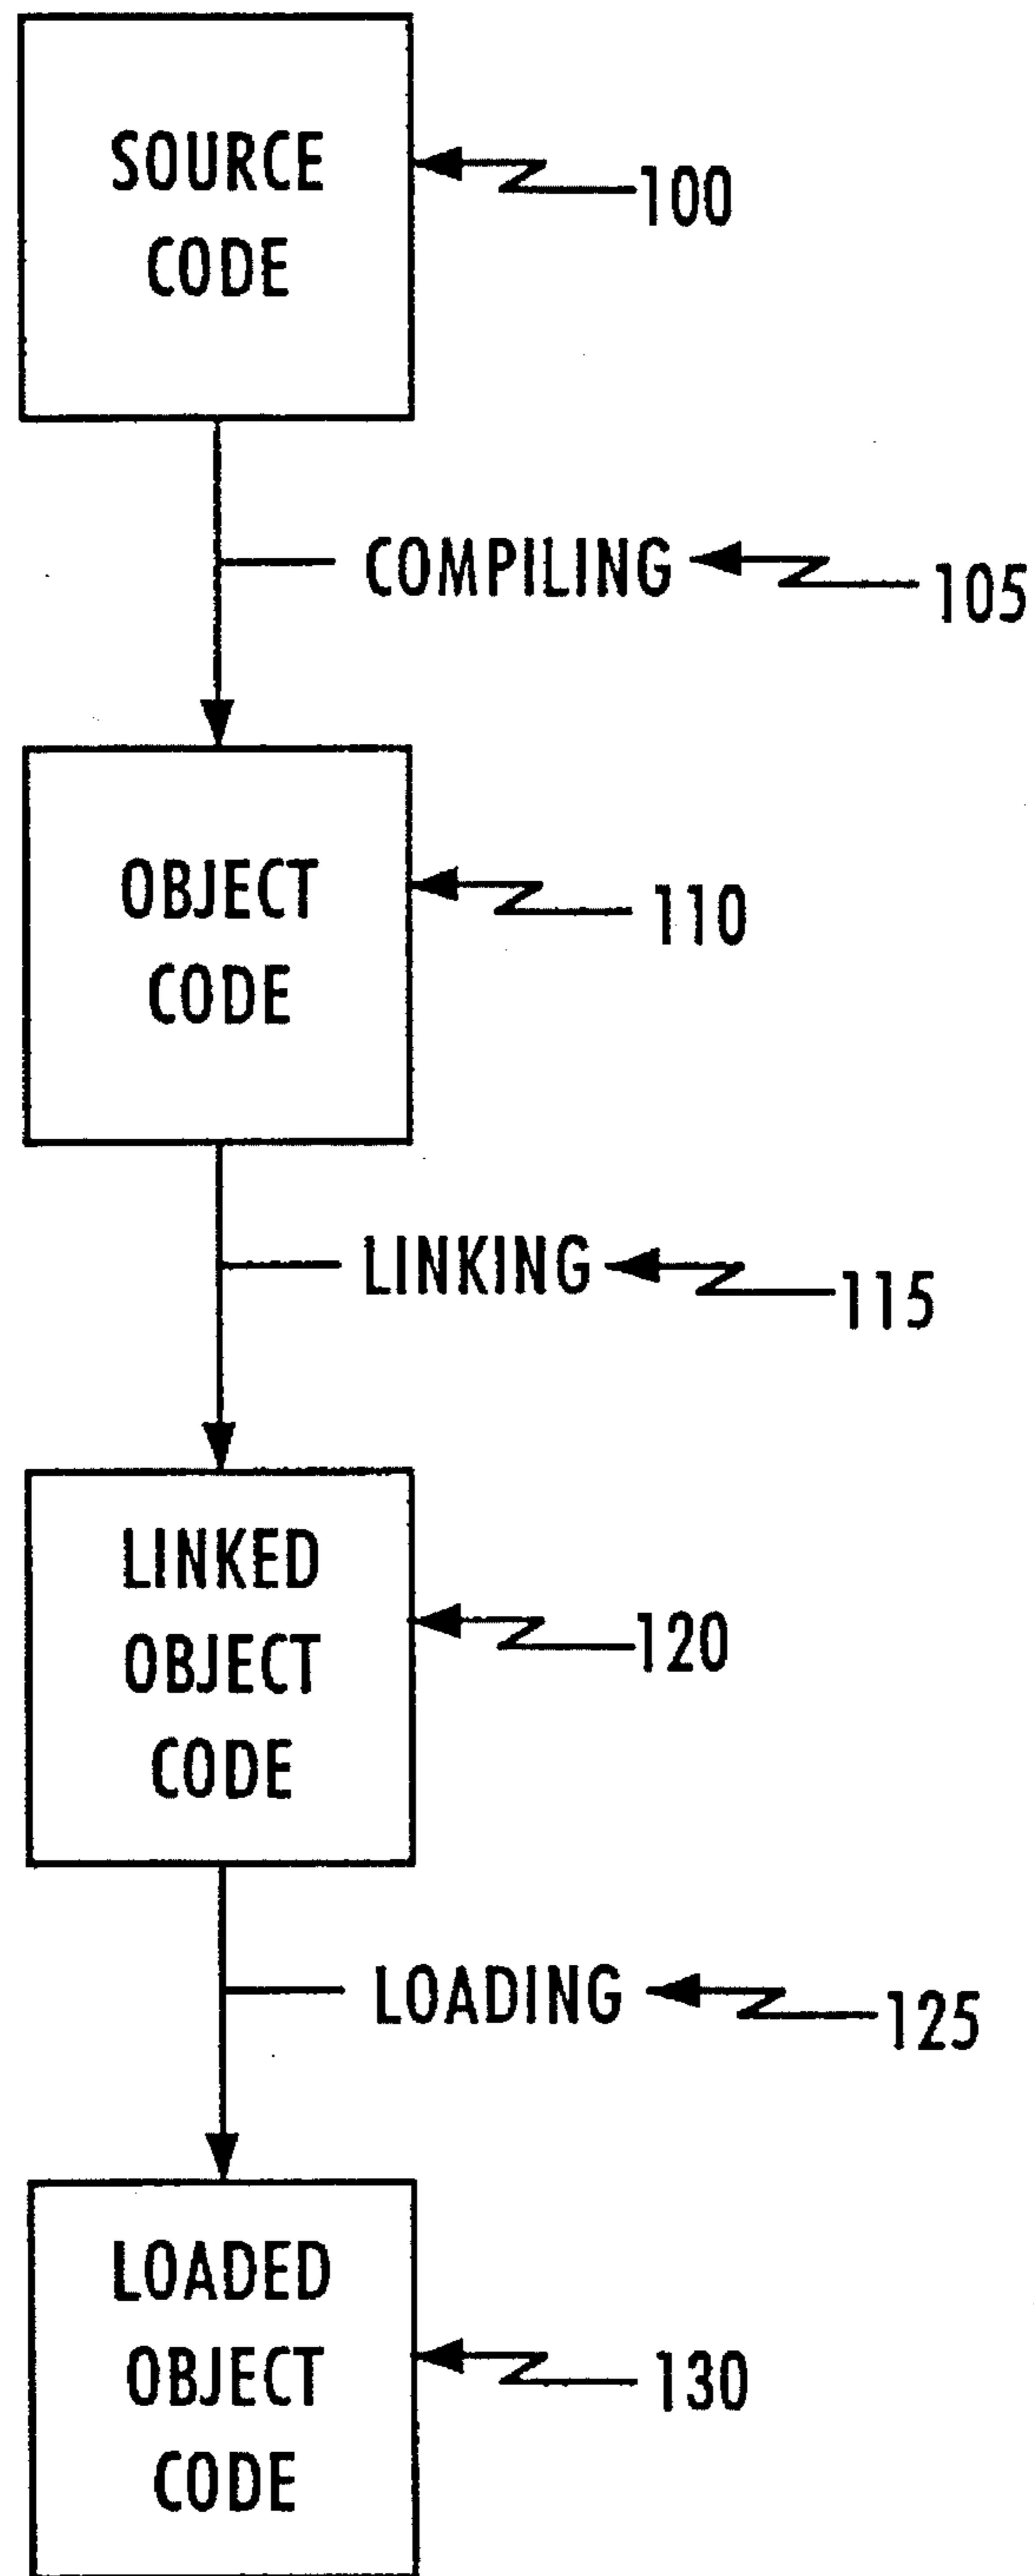 SOURCE
CODE
100
COMPILING
105
OBJECT
CODE
110
LINKING
115
LINKED
OBJECT
CODE
120
LOADING
125
LOADED
OBJECT
CODE
130